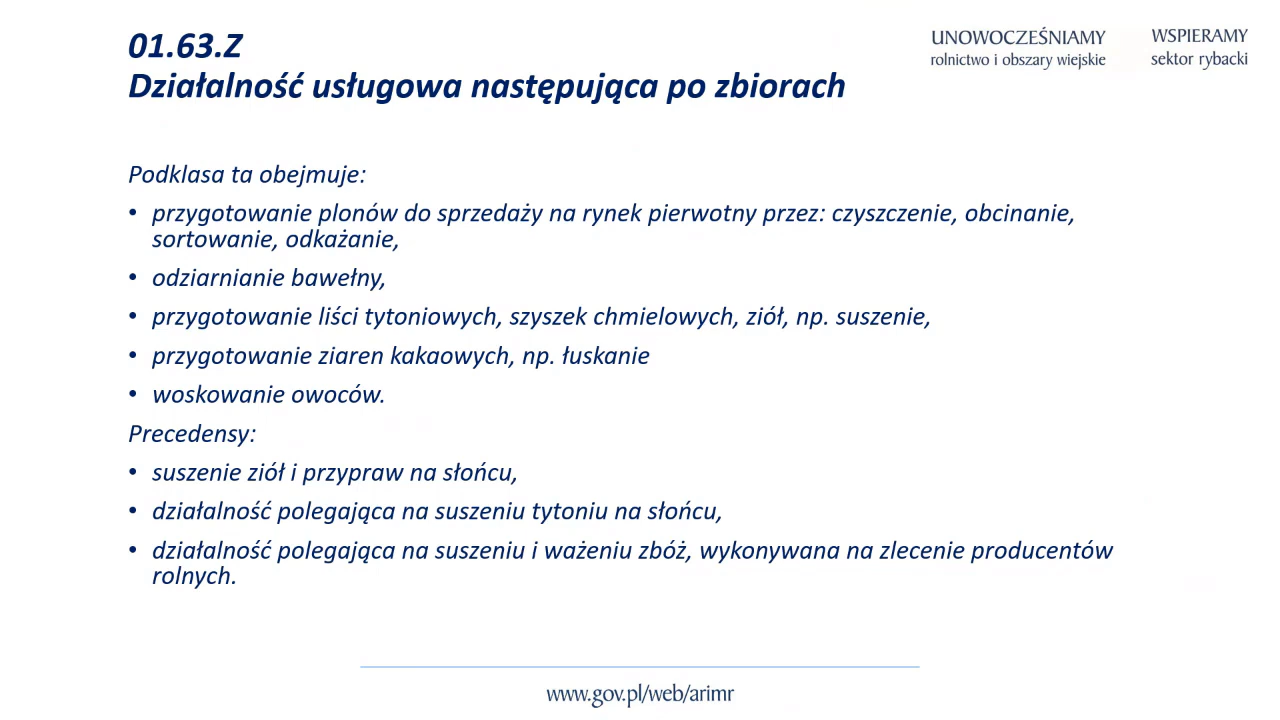 01.63.Z
Działalność usługowa następująca po zbiorach
UNOWOCZEŚNIAMY
rolnictwo i obszary wiejskie
WSPIERAMY
sektor rybacki
Podklasa ta obejmuje:
• przygotowanie plonów do sprzedaży na rynek pierwotny przez: czyszczenie, obcinanie,
sortowanie, odkażanie,
• odziarnianie bawełny,
• przygotowanie liści tytoniowych, szyszek chmielowych, ziół, np. suszenie,
• przygotowanie ziaren kakaowych, np. łuskanie
• woskowanie owoców.
Precedensy:
• suszenie ziół i przypraw na słońcu,
• działalność polegająca na suszeniu tytoniu na słońcu,
• działalność polegająca na suszeniu i ważeniu zbóż, wykonywana na zlecenie producentów
rolnych.
www.gov.pl/web/arimr